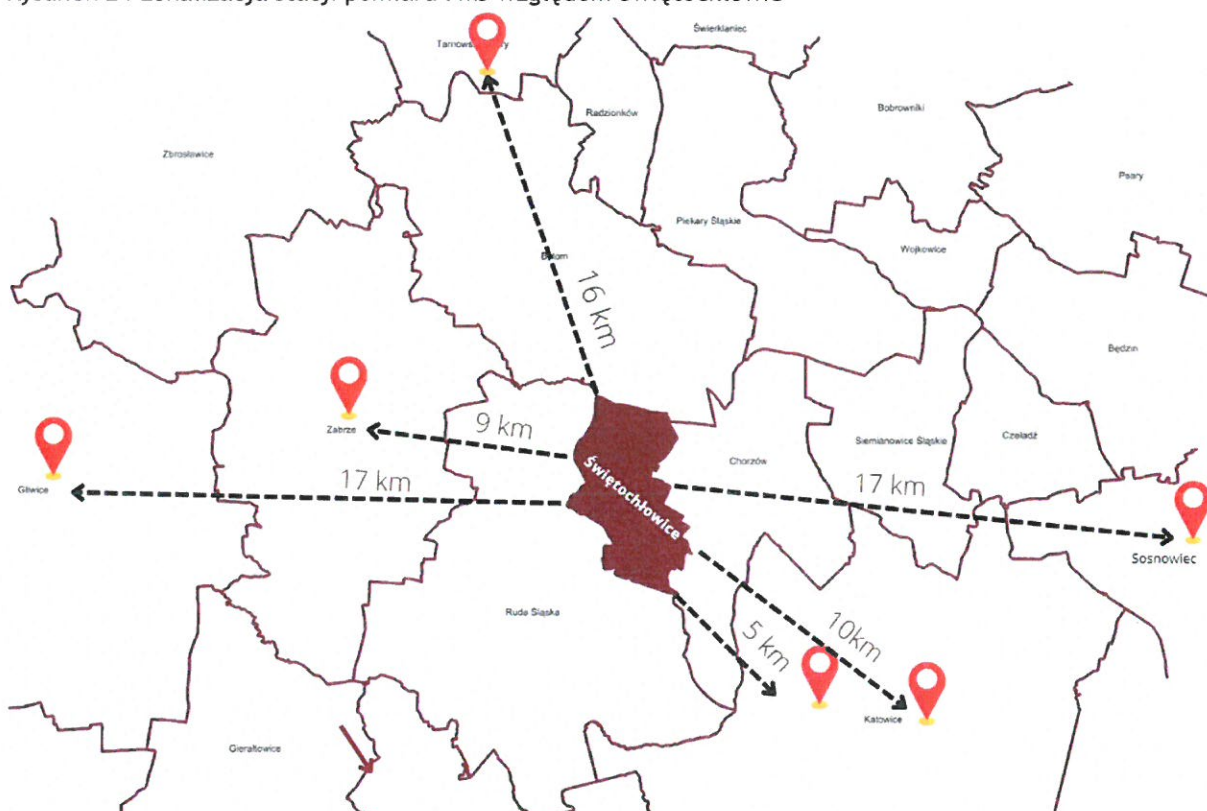 Świerklaniec
Tarnowskie Góry
Radzionków
Bobrowniki
Zbrosławice
Psary
Piekary Śląskie
Wojkowice
Bytom
16 km
Będzin
Zabrze
9 km
Świętochłowice
Chorzów
Siemianowice Śląskie
Czeladź
Gliwice
17 km
17 km
Sosnowiec
Ruda Śląska
5 km
10km
Katowice
Gierałtowice